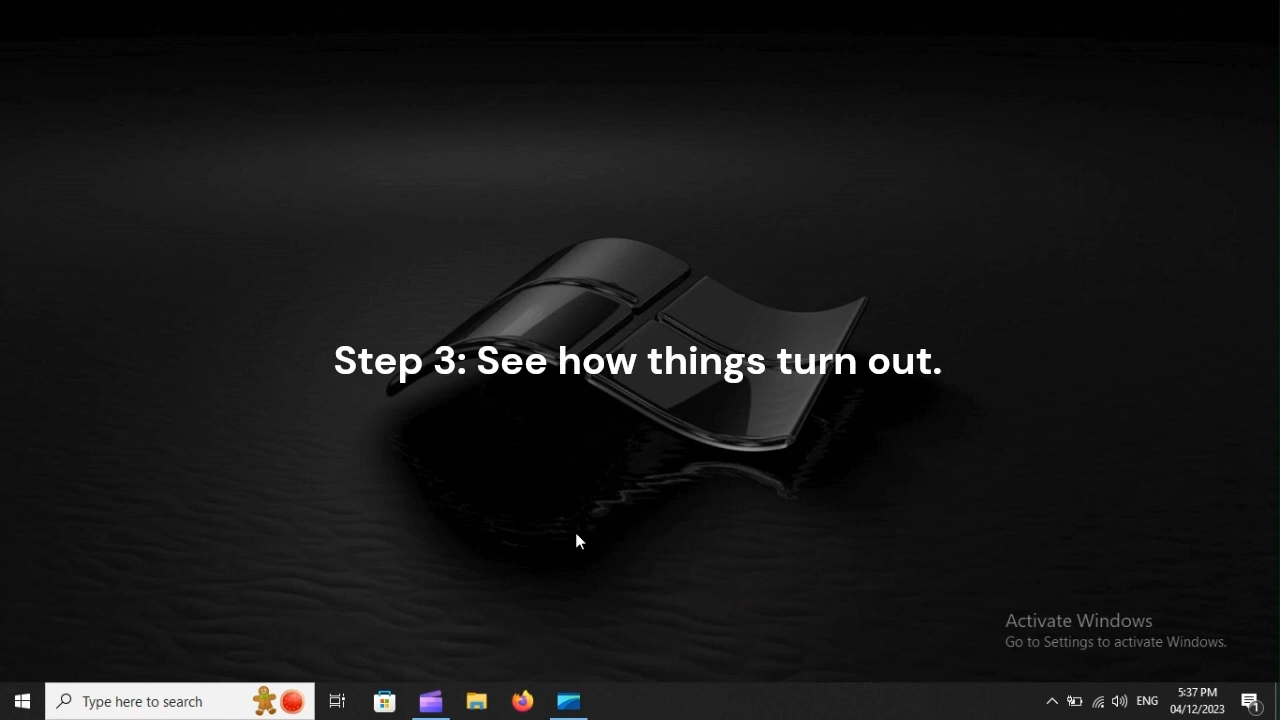 Step 3: See how things turn out.
Activate Windows
Go to Settings to activate Windows.
Type here to search
ENG
5:37 PM
04/12/2023
1